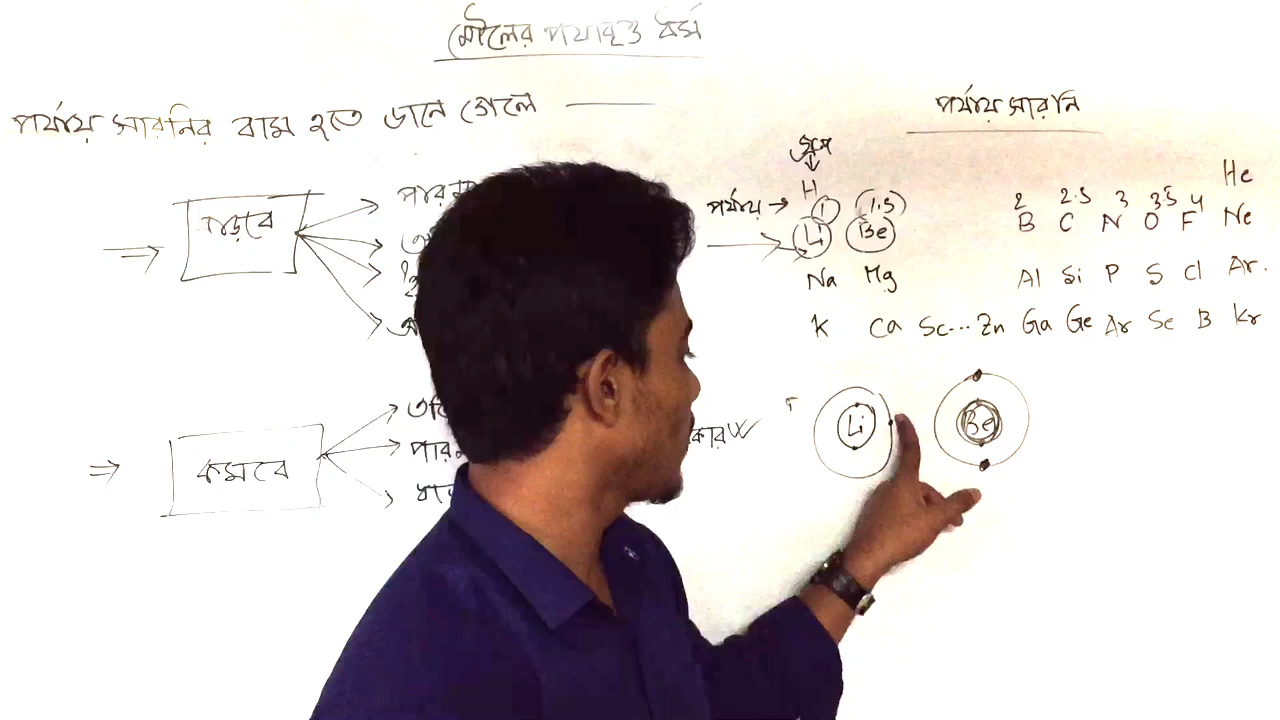 মৌলের পর্যাবৃত্ত ধর্ম
পর্যায় সারনির বাম হতে ডানে গেলে
বাড়বে
কমবে
পর্যায় সারনি
গ্রুপ
H He
পর্যায় → 1 1.5 2 2.5 3 3.5 4
Li Be B C N O F Ne
Na Mg Al Si P S Cl Ar.
K Ca Sc... Zn Ga Ge Ar Se B Kr
Li Be